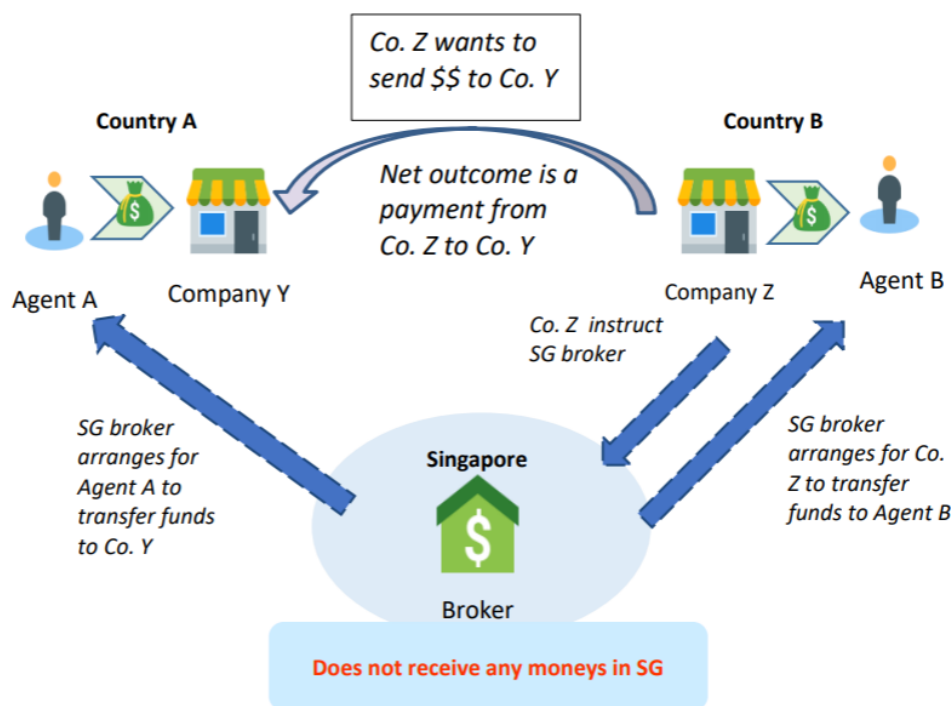 Co. Z wants to
send $$ to Co. Y
Country A
Country B
Net outcome is a
payment from
Co. Z to Co. Y
$
$
Agent A
Company Y
Company Z
Agent B
Co. Z instruct
SG broker
SG broker
arranges for
Agent A to
transfer funds
to Co. Y
SG broker
arranges for Co.
Z to transfer
funds to Agent B
Singapore
$
Broker
Does not receive any moneys in SG